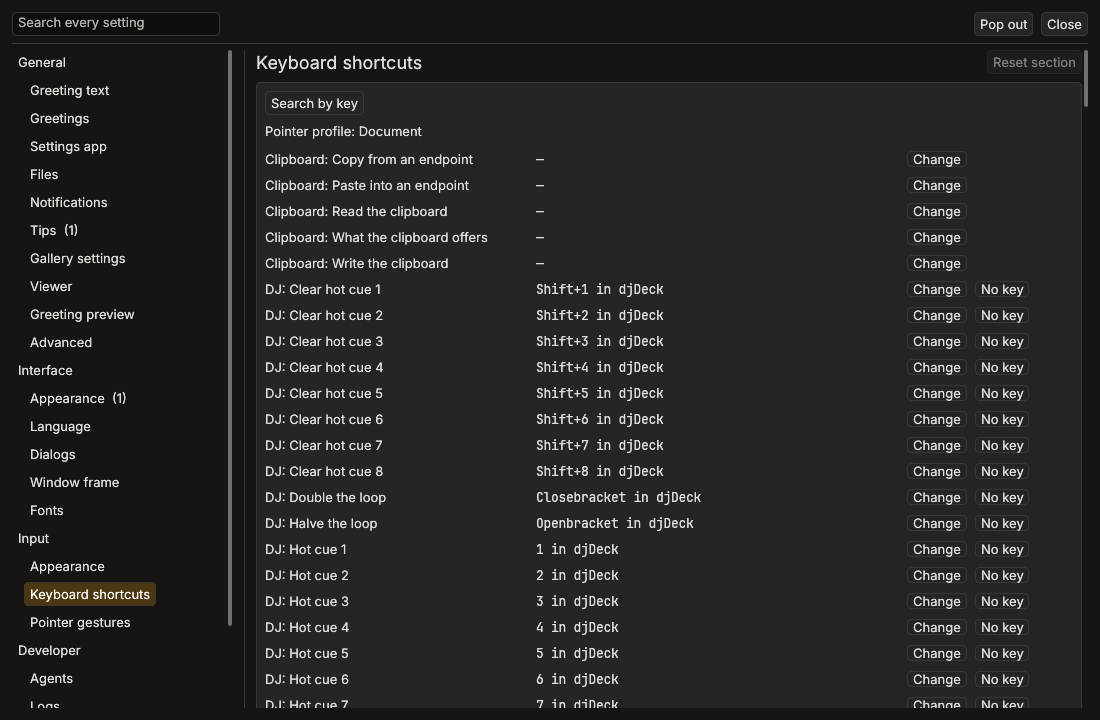 Search every setting
Pop out
Close
General
Greeting text
Greetings
Settings app
Files
Notifications
Tips (1)
Gallery settings
Viewer
Greeting preview
Advanced
Interface
Appearance (1)
Language
Dialogs
Window frame
Fonts
Input
Appearance
Keyboard shortcuts
Pointer gestures
Developer
Agents
Logs
Keyboard shortcuts
Reset section
Search by key
Pointer profile: Document
Clipboard: Copy from an endpoint — Change
Clipboard: Paste into an endpoint — Change
Clipboard: Read the clipboard — Change
Clipboard: What the clipboard offers — Change
Clipboard: Write the clipboard — Change
DJ: Clear hot cue 1 Shift+1 in djDeck Change No key
DJ: Clear hot cue 2 Shift+2 in djDeck Change No key
DJ: Clear hot cue 3 Shift+3 in djDeck Change No key
DJ: Clear hot cue 4 Shift+4 in djDeck Change No key
DJ: Clear hot cue 5 Shift+5 in djDeck Change No key
DJ: Clear hot cue 6 Shift+6 in djDeck Change No key
DJ: Clear hot cue 7 Shift+7 in djDeck Change No key
DJ: Clear hot cue 8 Shift+8 in djDeck Change No key
DJ: Double the loop Closebracket in djDeck Change No key
DJ: Halve the loop Openbracket in djDeck Change No key
DJ: Hot cue 1 1 in djDeck Change No key
DJ: Hot cue 2 2 in djDeck Change No key
DJ: Hot cue 3 3 in djDeck Change No key
DJ: Hot cue 4 4 in djDeck Change No key
DJ: Hot cue 5 5 in djDeck Change No key
DJ: Hot cue 6 6 in djDeck Change No key
DJ: Hot cue 7 7 in djDeck Change No key